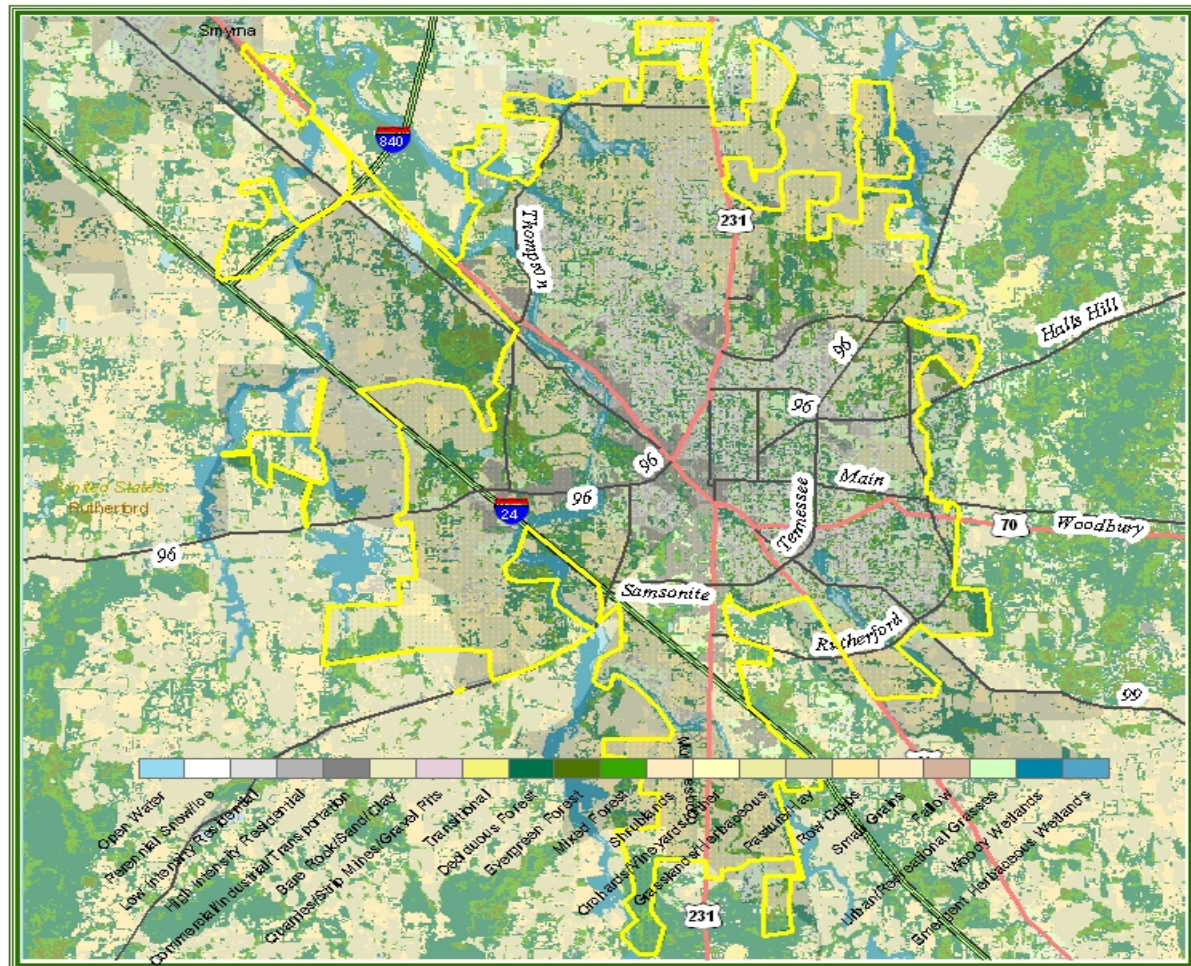 Smyrna
840
Thompson
231
Halls Hill
96
96
96
Main
United States
Rutherford
96
24
Tennessee
70
Woodbury
96
Samsonite
Rutherford
99
Open Water
Perennial Snow/Ice
Low Intensity Residential
High Intensity Residential
Commercial/Industrial/Transportation
Bare Rock/Sand/Clay
Quarries/Strip Mines/Gravel Pits
Transitional
Deciduous Forest
Evergreen Forest
Mixed Forest
Shrublands
Orchards/Vineyards/Other
Grasslands/Herbaceous
Pasture/Hay
Row Crops
Small Grains
Fallow
Urban/Recreational Grasses
Woody Wetlands
Emergent Herbaceous Wetlands
231